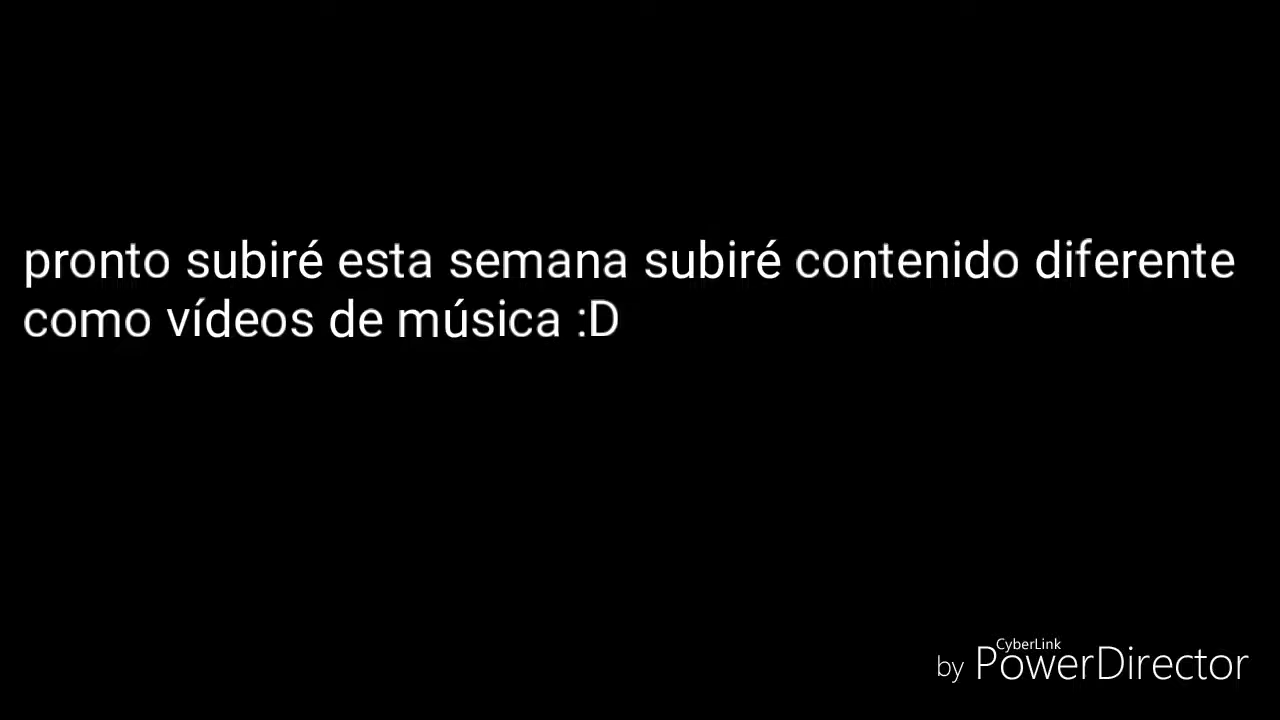 pronto subiré esta semana subiré contenido diferente
como vídeos de música :D
CyberLink
by PowerDirector